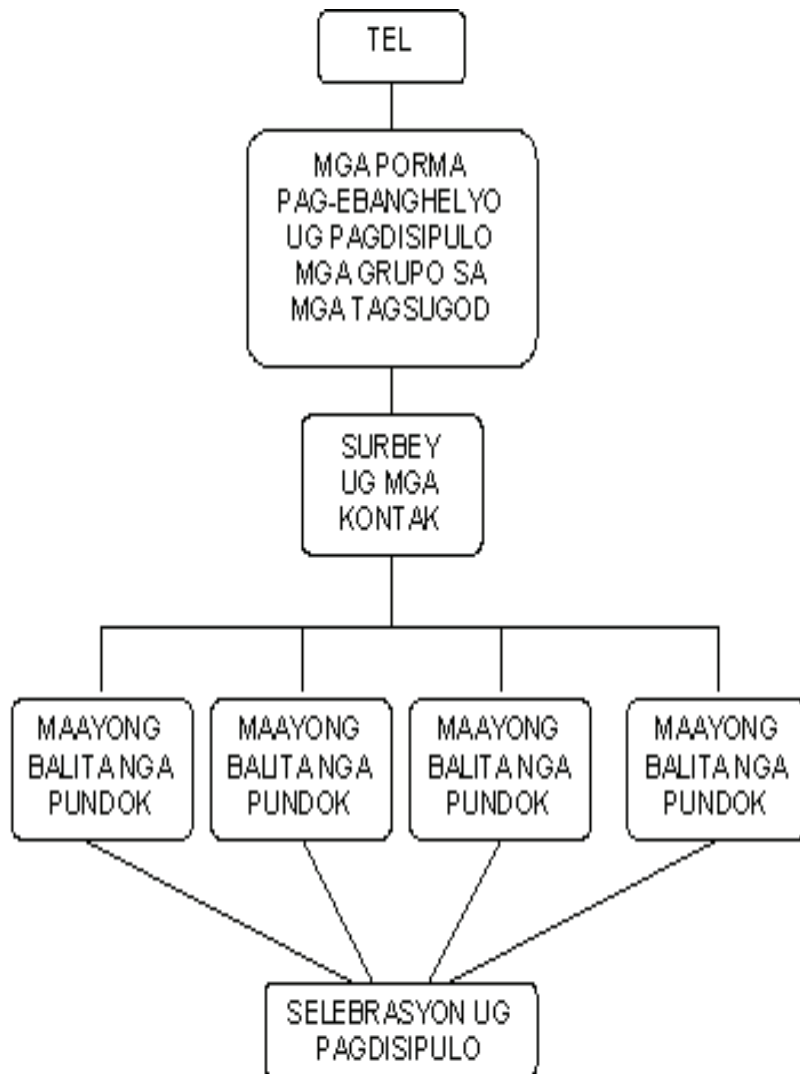 TEL
MGA PORMA
PAG-EBANGHELYO
UG PAGDISIPULO
MGA GRUPO SA
MGA TAGSUGOD
SURBEY
UG MGA
KONTAK
MAAYONG
BALITA NGA
PUNDOK
MAAYONG
BALITA NGA
PUNDOK
MAAYONG
BALITA NGA
PUNDOK
MAAYONG
BALITA NGA
PUNDOK
SELEBRASYON UG
PAGDISIPULO